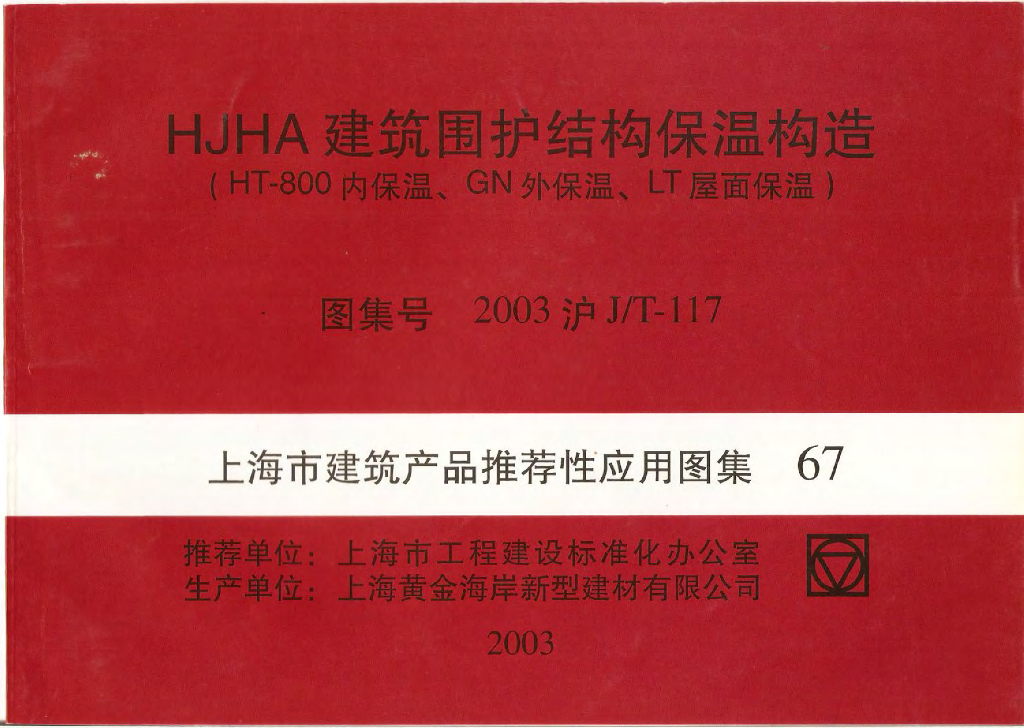 HJHA 建筑围护结构保温构造
（HT-800 内保温、GN 外保温、LT 屋面保温）
图集号 2003 沪 J/T-117
上海市建筑产品推荐性应用图集 67
推荐单位：上海市工程建设标准化办公室
生产单位：上海黄金海岸新型建材有限公司
2003